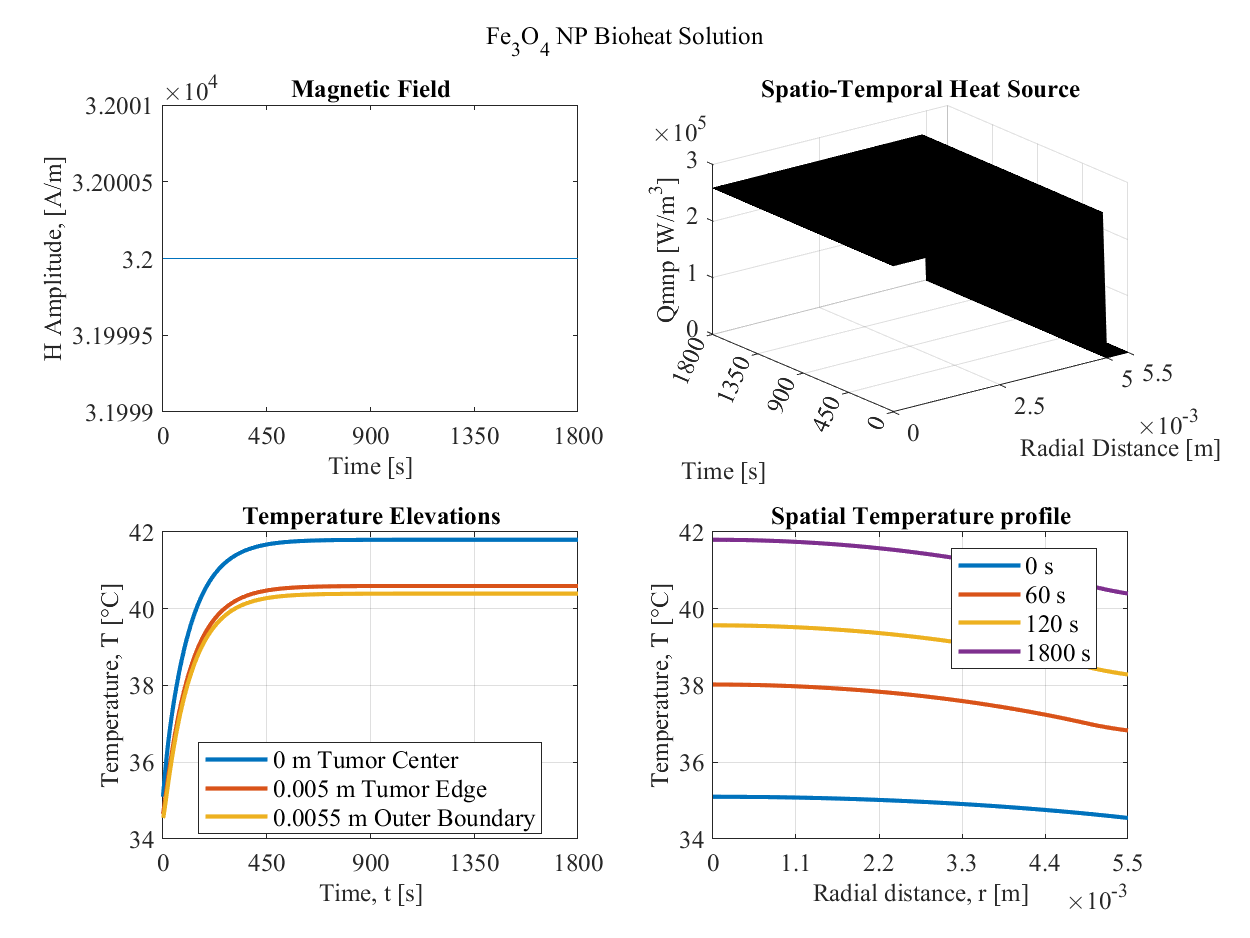 Fe₃O₄ NP Bioheat Solution
Magnetic Field
×10⁴
3.2001
3.20005
3.2
3.19995
3.1999
H Amplitude, [A/m]
0 450 900 1350 1800
Time [s]
Spatio-Temporal Heat Source
×10⁵
3
2
1
0
Qmnp [W/m³]
1800 1350 900 450 0
Time [s]
0 2.5 5 5.5
×10⁻³
Radial Distance [m]
Temperature Elevations
42
40
38
36
34
Temperature, T [°C]
0 m Tumor Center
0.005 m Tumor Edge
0.0055 m Outer Boundary
0 450 900 1350 1800
Time, t [s]
Spatial Temperature profile
42
40
38
36
34
Temperature, T [°C]
0 s
60 s
120 s
1800 s
0 1.1 2.2 3.3 4.4 5.5
Radial distance, r [m]
×10⁻³